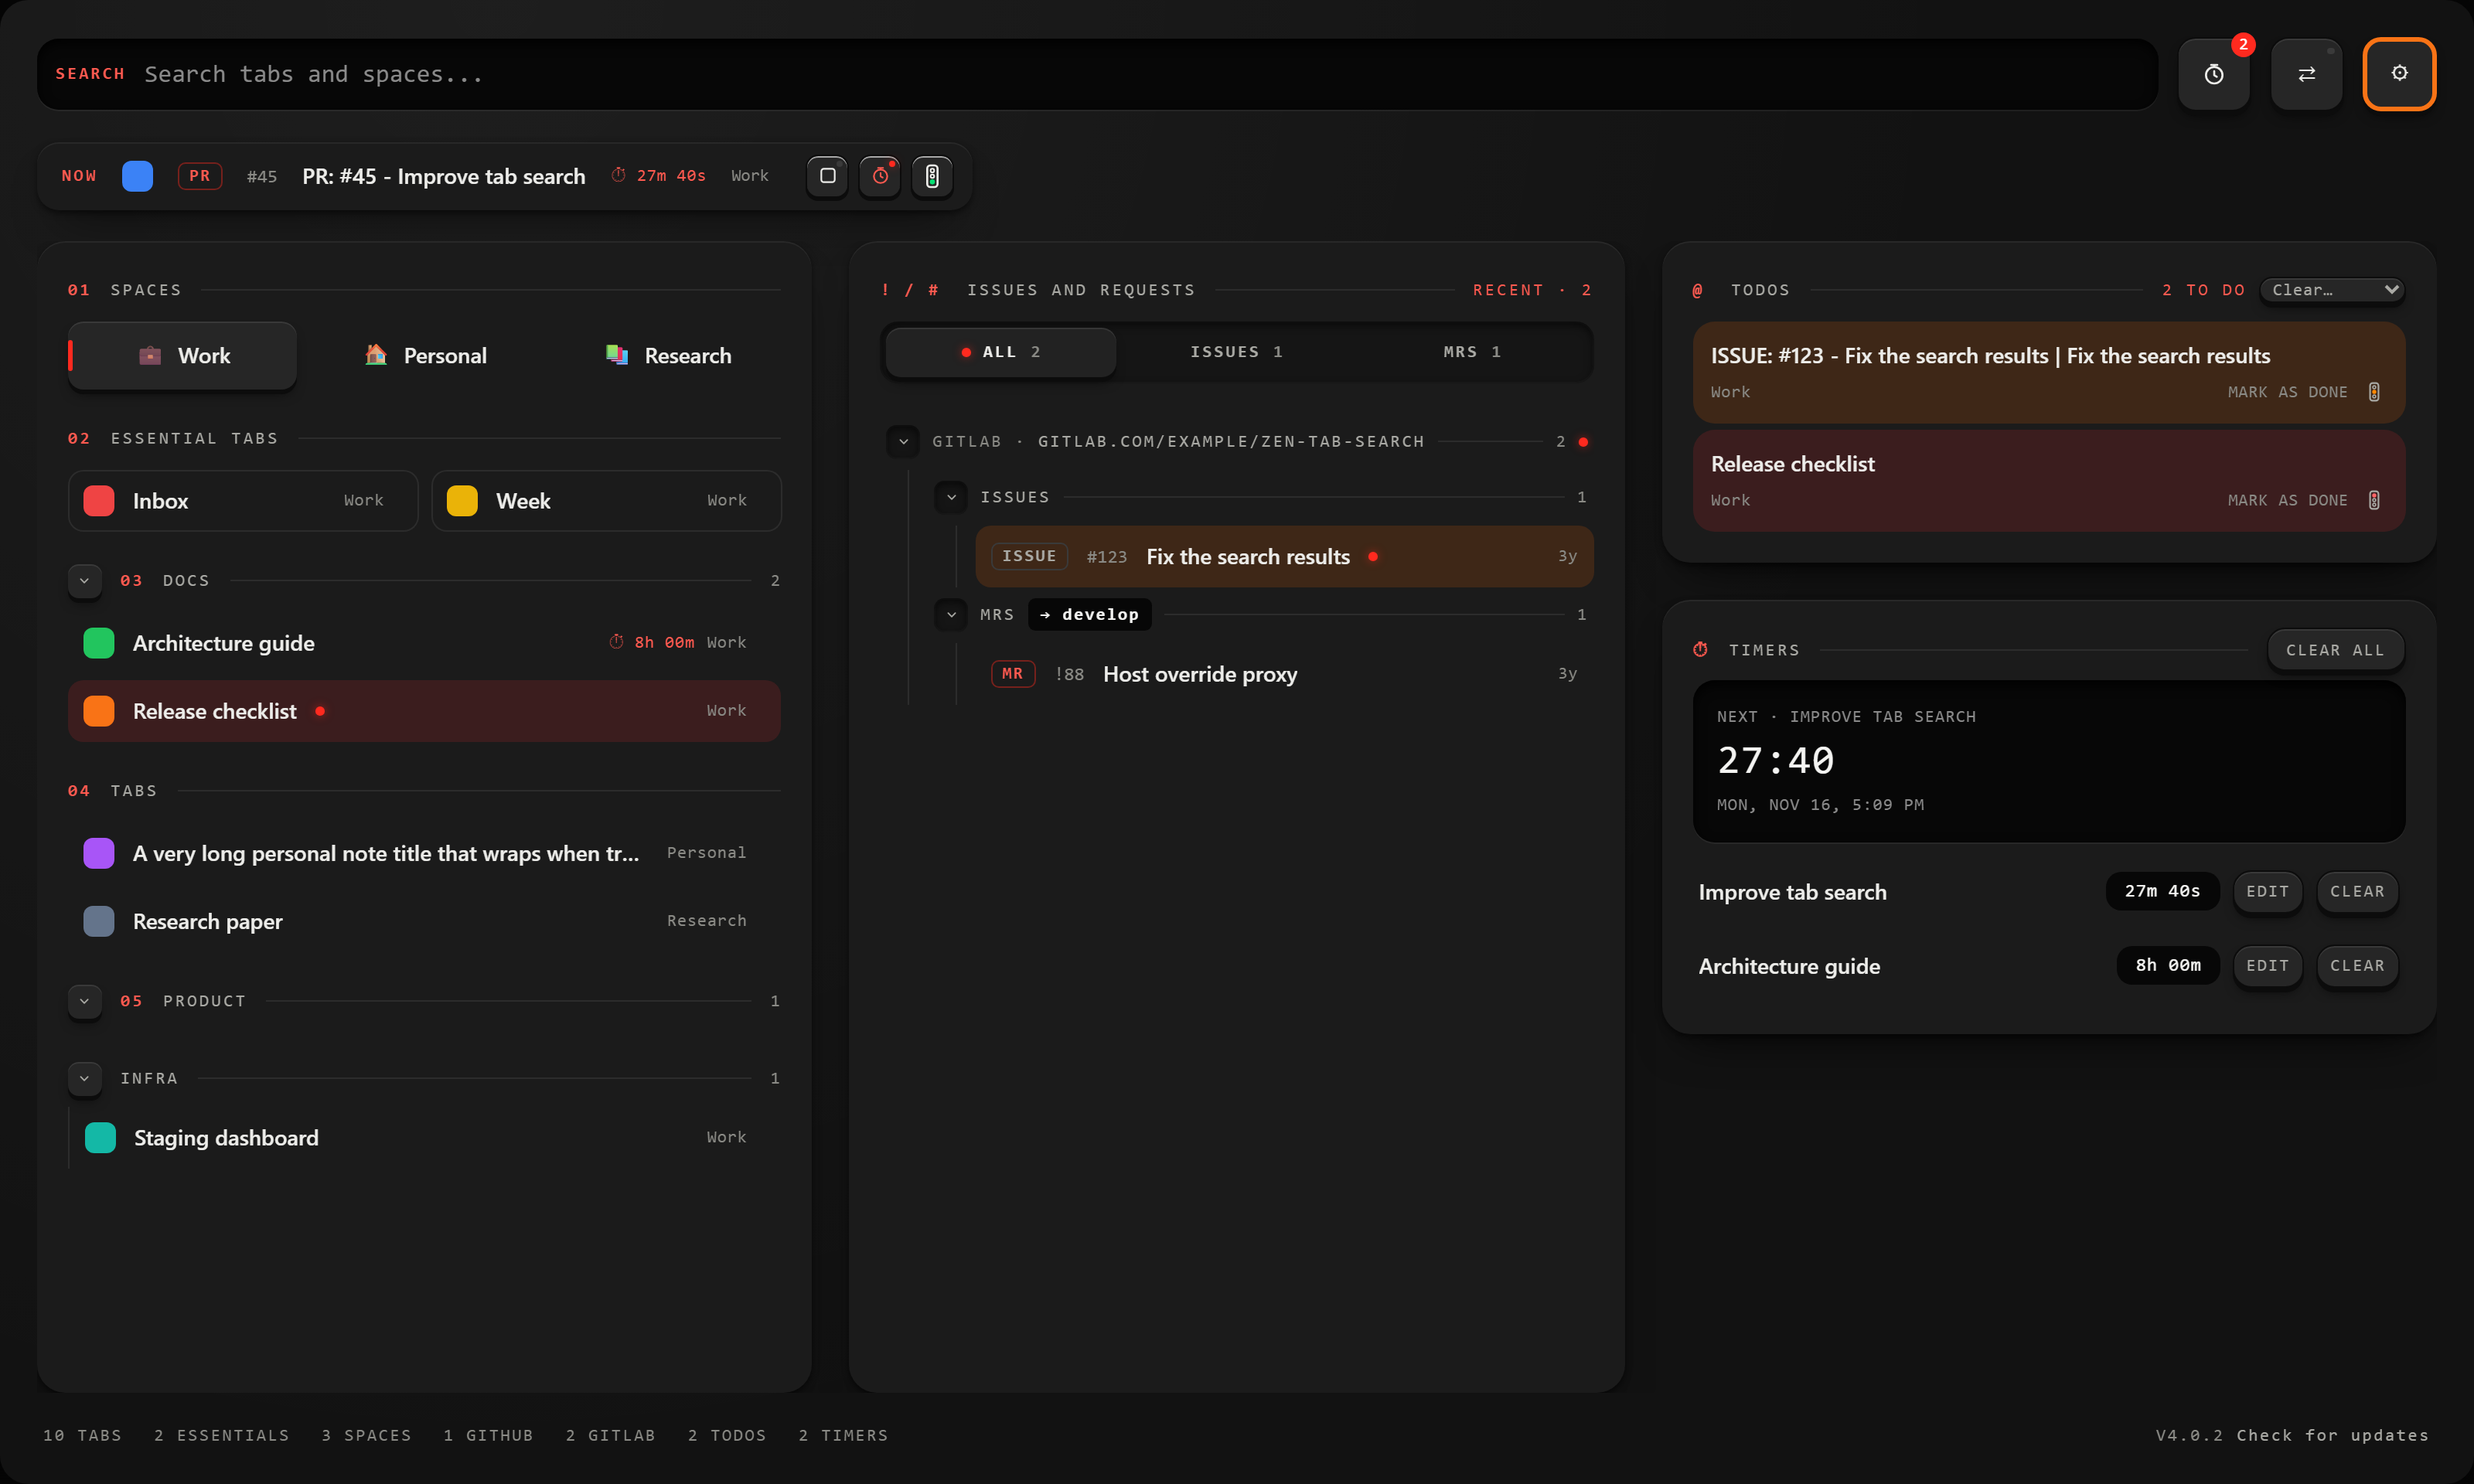 SEARCH Search tabs and spaces...
2
NOW PR #45 PR: #45 - Improve tab search 27m 40s Work
01 SPACES
Work Personal Research
02 ESSENTIAL TABS
Inbox Work Week Work
03 DOCS 2
Architecture guide 8h 00m Work
Release checklist Work
04 TABS
A very long personal note title that wraps when tr... Personal
Research paper Research
05 PRODUCT 1
INFRA 1
Staging dashboard Work
! / # ISSUES AND REQUESTS RECENT · 2
ALL 2 ISSUES 1 MRS 1
GITLAB · GITLAB.COM/EXAMPLE/ZEN-TAB-SEARCH 2
ISSUES 1
ISSUE #123 Fix the search results 3y
MRS → develop 1
MR !88 Host override proxy 3y
@ TODOS 2 TO DO Clear…
ISSUE: #123 - Fix the search results | Fix the search results
Work MARK AS DONE
Release checklist
Work MARK AS DONE
TIMERS CLEAR ALL
NEXT · IMPROVE TAB SEARCH
27:40
MON, NOV 16, 5:09 PM
Improve tab search 27m 40s EDIT CLEAR
Architecture guide 8h 00m EDIT CLEAR
10 TABS 2 ESSENTIALS 3 SPACES 1 GITHUB 2 GITLAB 2 TODOS 2 TIMERS V4.0.2 Check for updates